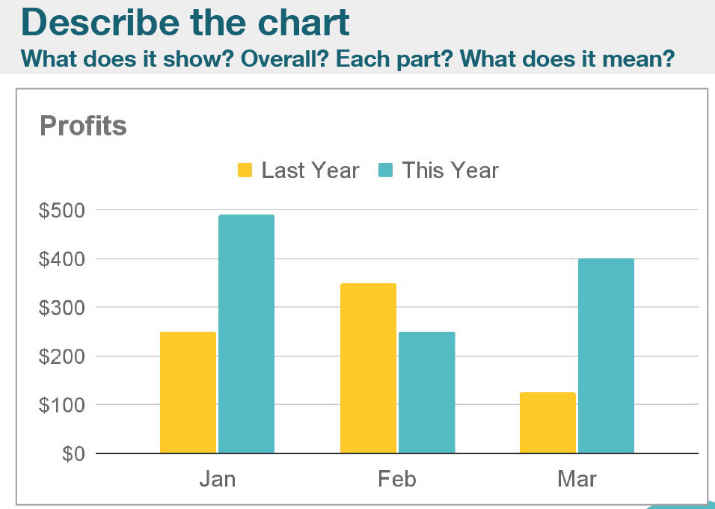 Describe the chart
What does it show? Overall? Each part? What does it mean?
Profits
Last Year This Year
$500
$400
$300
$200
$100
$0
Jan Feb Mar